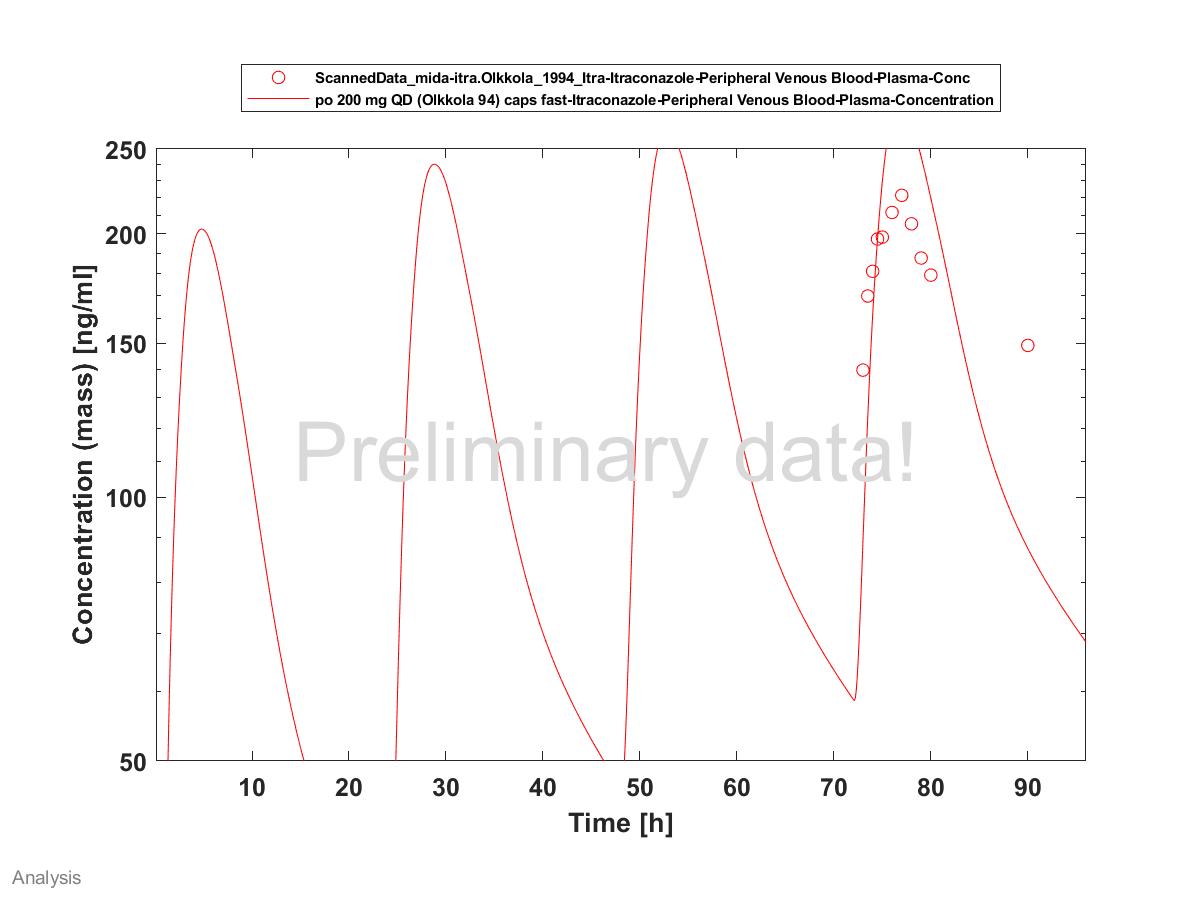 ScannedData_mida-itra.Olkkola_1994_Itra-Itraconazole-Peripheral Venous Blood-Plasma-Conc
po 200 mg QD (Olkkola 94) caps fast-Itraconazole-Peripheral Venous Blood-Plasma-Concentration
250
200
150
100
50
Concentration (mass) [ng/ml]
Preliminary data!
10 20 30 40 50 60 70 80 90
Time [h]
Analysis